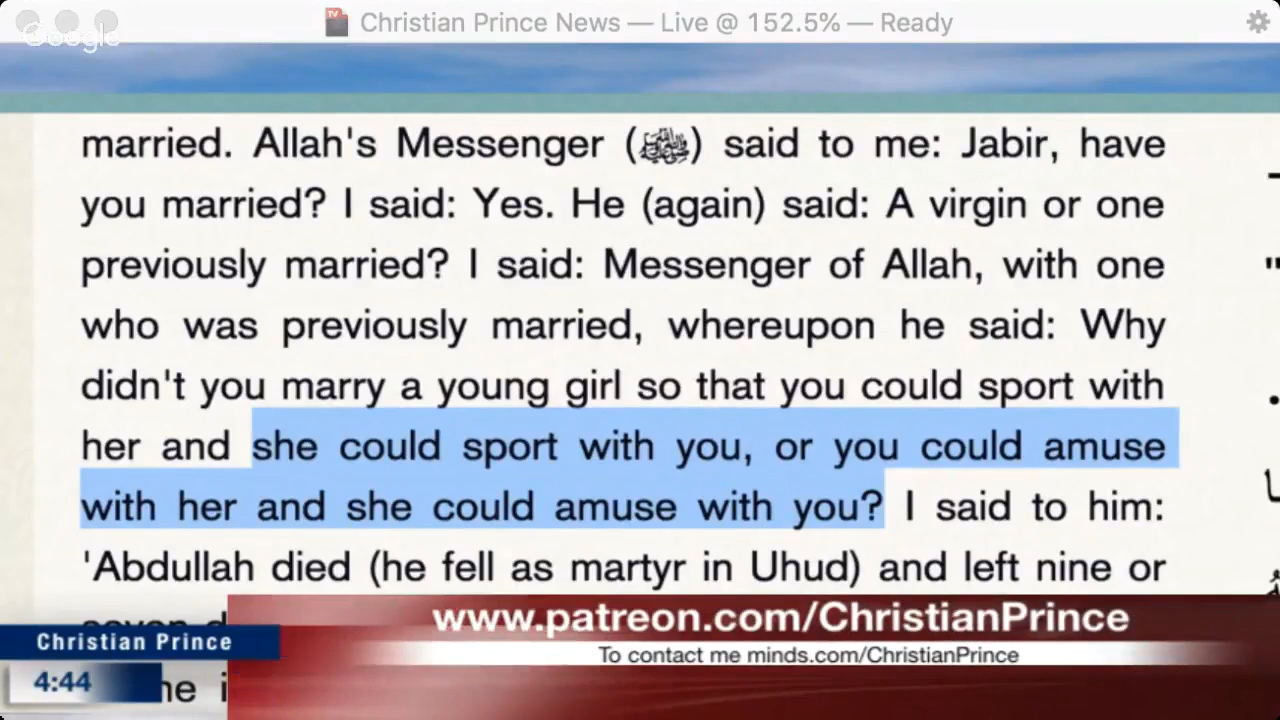 Christian Prince News — Live @ 152.5% — Ready
Google
married. Allah's Messenger (ﷺ) said to me: Jabir, have
you married? I said: Yes. He (again) said: A virgin or one
previously married? I said: Messenger of Allah, with one
who was previously married, whereupon he said: Why
didn't you marry a young girl so that you could sport with
her and she could sport with you, or you could amuse
with her and she could amuse with you? I said to him:
'Abdullah died (he fell as martyr in Uhud) and left nine or
www.patreon.com/ChristianPrince
Christian Prince
To contact me minds.com/ChristianPrince
4:44